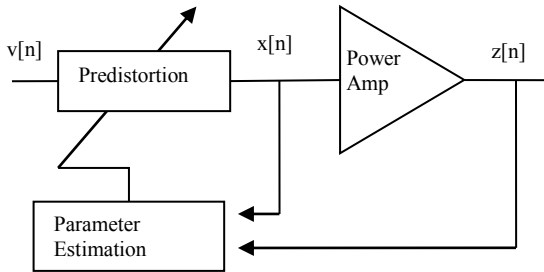 v[n]
Predistortion
x[n]
Power
Amp
z[n]
Parameter
Estimation